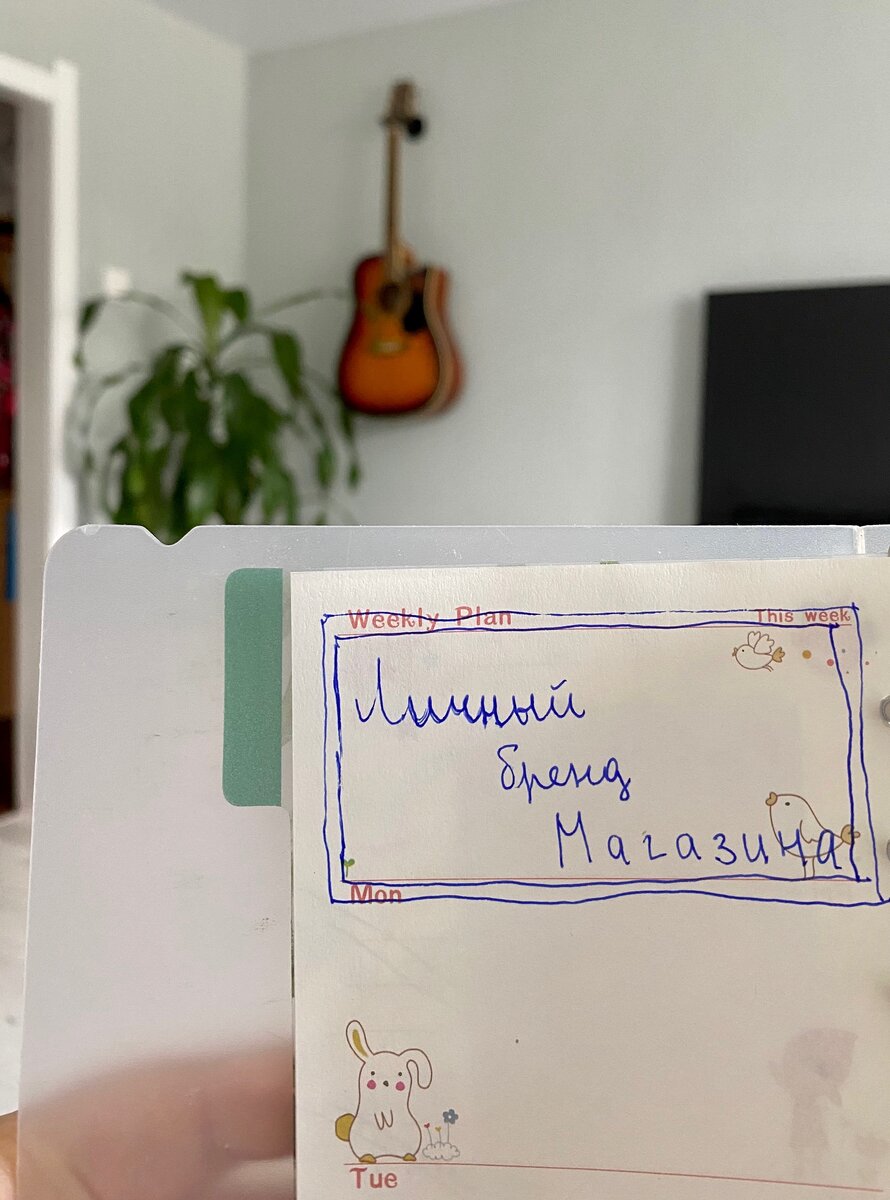 Weekly Plan This week
Личный
бренд
Магазина
Mon
Tue